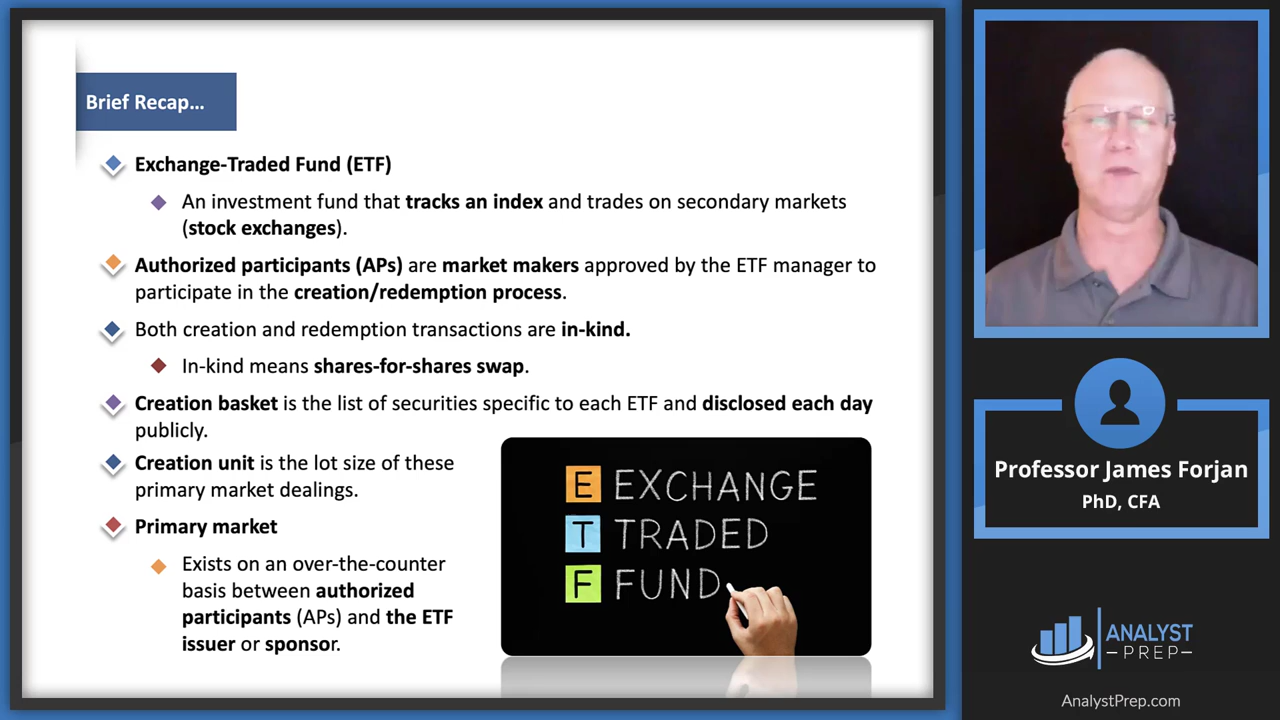 Brief Recap...
Exchange-Traded Fund (ETF)
An investment fund that tracks an index and trades on secondary markets
(stock exchanges).
Authorized participants (APs) are market makers approved by the ETF manager to
participate in the creation/redemption process.
Both creation and redemption transactions are in-kind.
In-kind means shares-for-shares swap.
Creation basket is the list of securities specific to each ETF and disclosed each day
publicly.
Creation unit is the lot size of these
primary market dealings.
Primary market
Exists on an over-the-counter
basis between authorized
participants (APs) and the ETF
issuer or sponsor.
E EXCHANGE
T TRADED
F FUND
Professor James Forjan
PhD, CFA
ANALYST
PREP
AnalystPrep.com